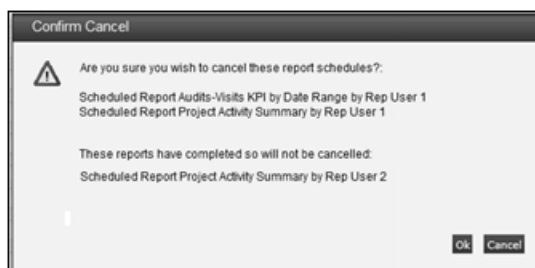 Confirm Cancel
Are you sure you wish to cancel these report schedules?:
Scheduled Report Audits-Visits KPI by Date Range by Rep User 1
Scheduled Report Project Activity Summary by Rep User 1
These reports have completed so will not be cancelled:
Scheduled Report Project Activity Summary by Rep User 2
Ok Cancel